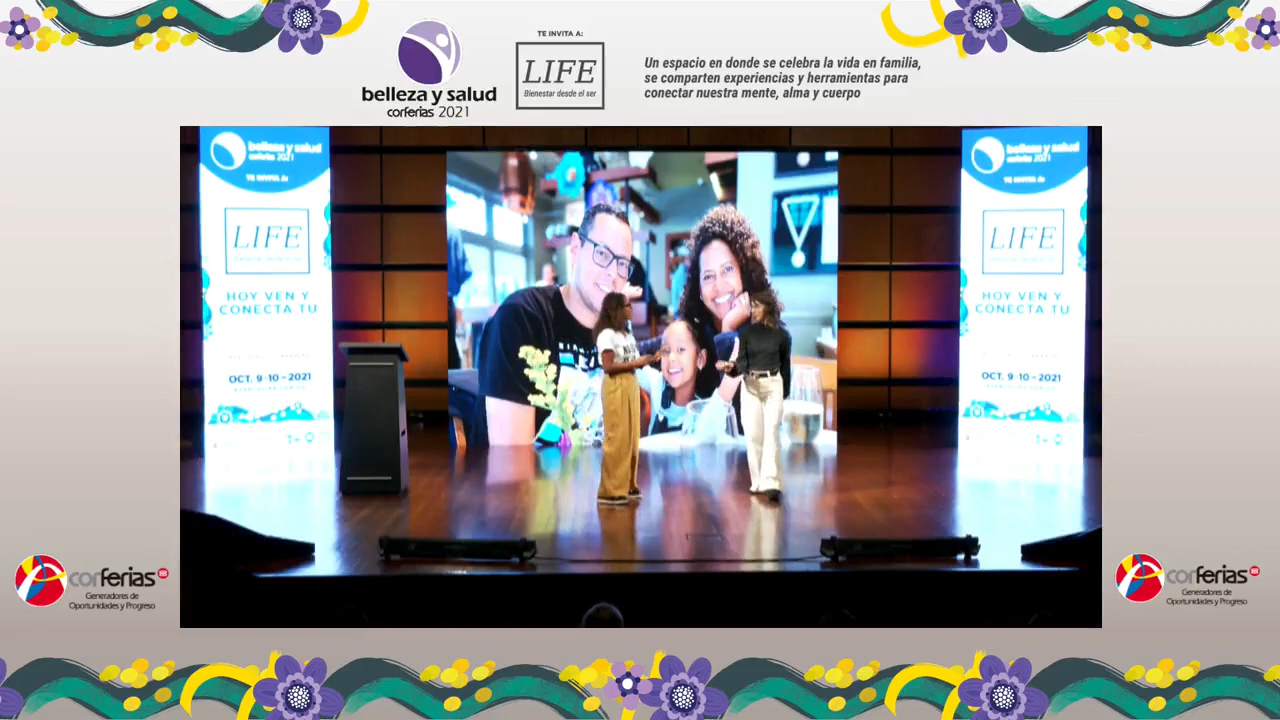 TE INVITA A:
LIFE
Bienestar desde el ser
belleza y salud
corferias 2021
Un espacio en donde se celebra la vida en familia,
se comparten experiencias y herramientas para
conectar nuestra mente, alma y cuerpo
belleza y salud
corferias 2021
TE INVITA A:
LIFE
HOY VEN Y
CONECTA TU
OCT. 9-10-2021
belleza y salud
corferias 2021
TE INVITA A:
LIFE
HOY VEN Y
CONECTA TU
OCT. 9-10-2021
corferias
Generadores de
Oportunidades y Progreso
corferias
Generadores de
Oportunidades y Progreso